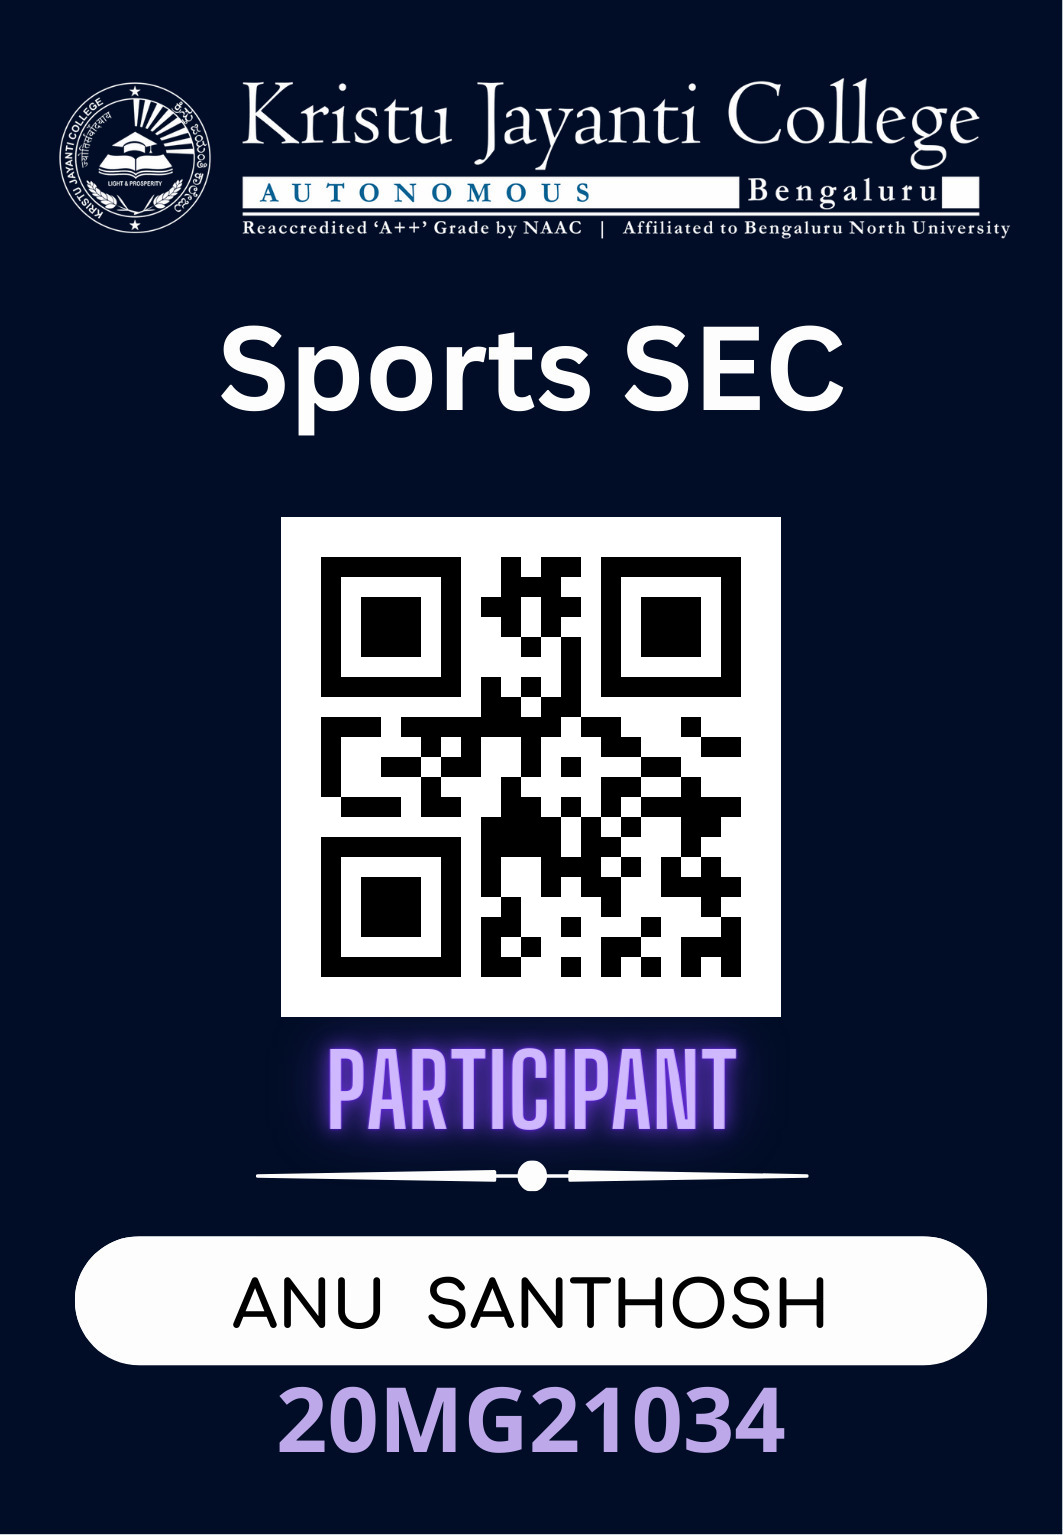 Kristu Jayanti College
AUTONOMOUS Bengaluru
Reaccredited ‘A++’ Grade by NAAC | Affiliated to Bengaluru North University
KRISTU JAYANTI COLLEGE
LIGHT & PROSPERITY
Sports SEC
PARTICIPANT
ANU SANTHOSH
20MG21034